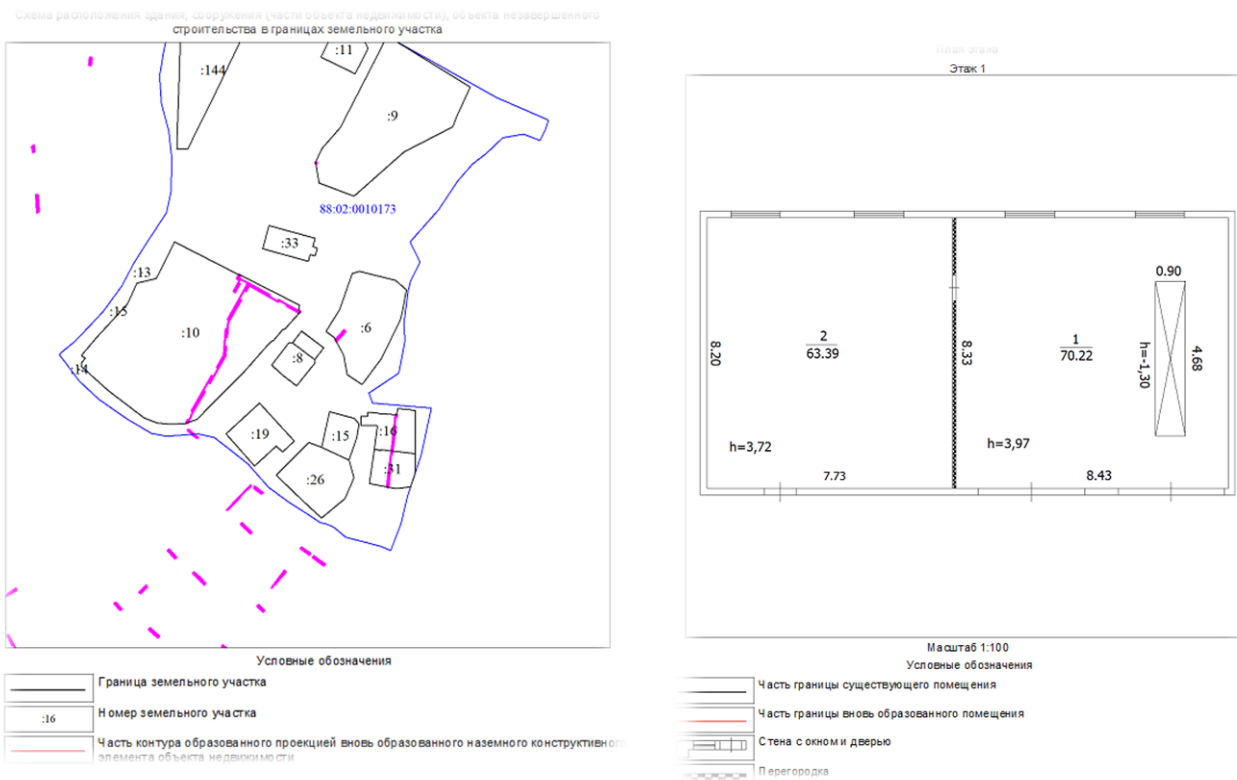 Схема расположения здания, сооружения (части объекта недвижимости), объекта незавершенного
строительства в границах земельного участка
:11
:144
:9
88:02:0010173
:33
:13
:15
:10
:6
:8
:14
:19
:15
:16
:31
:26
Условные обозначения
Граница земельного участка
:16
Номер земельного участка
Часть контура образованного проекцией вновь образованного наземного конструктивного
элемента объекта недвижимости
План этажа
Этаж 1
0.90
2
63.39
8.20
8.33
1
70.22
h=-1,30
4.68
h=3,72
h=3,97
7.73
8.43
Масштаб 1:100
Условные обозначения
Часть границы существующего помещения
Часть границы вновь образованного помещения
Стена с окном и дверью
Перегородка